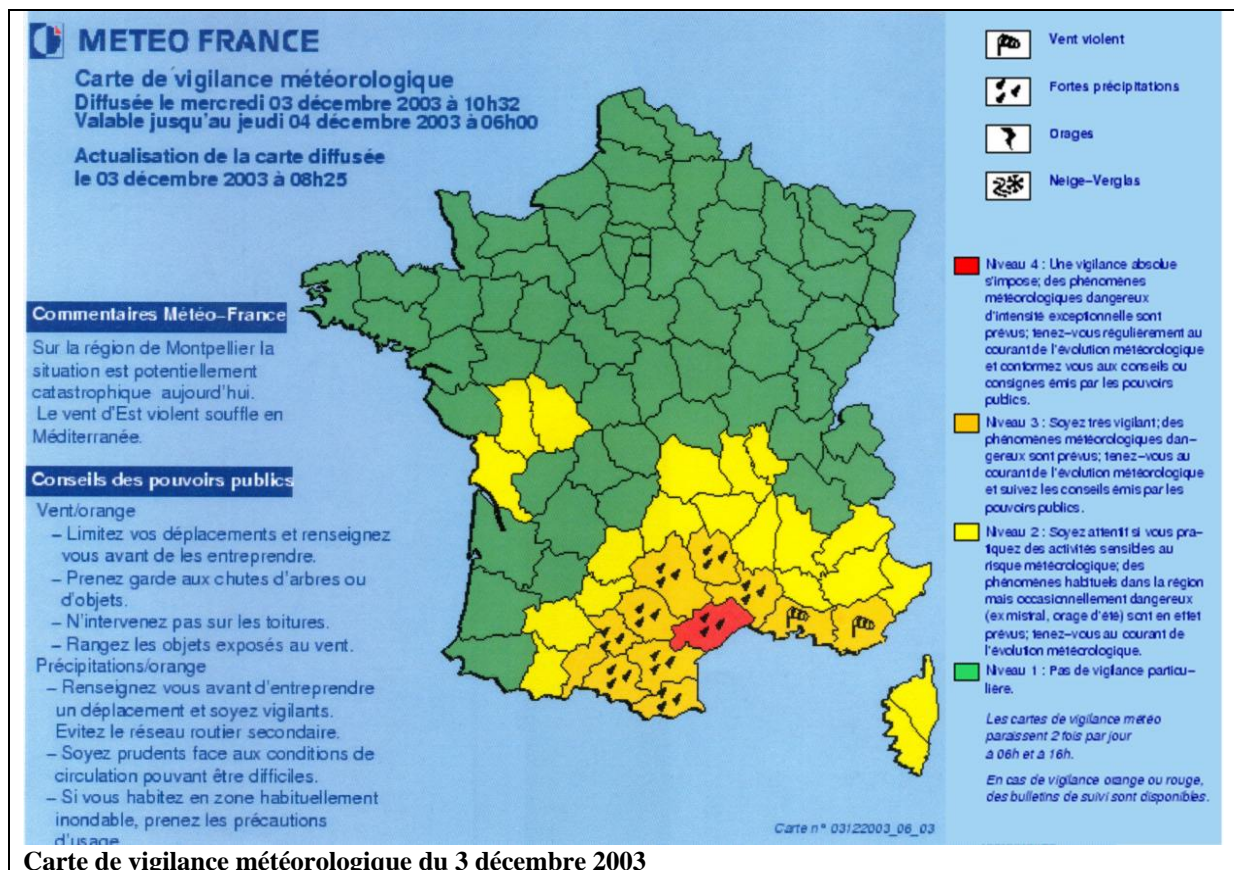 METEO FRANCE
Carte de vigilance météorologique
Diffusée le mercredi 03 décembre 2003 à 10h32
Valable jusqu'au jeudi 04 décembre 2003 à 06h00
Actualisation de la carte diffusée
le 03 décembre 2003 à 08h25
Commentaires Météo–France
Sur la région de Montpellier la
situation est potentiellement
catastrophique aujourd'hui.
Le vent d'Est violent souffle en
Méditerranée.
Conseils des pouvoirs publics
Vent/orange
– Limitez vos déplacements et renseignez
vous avant de les entreprendre.
– Prenez garde aux chutes d'arbres ou
d'objets.
– N'intervenez pas sur les toitures.
– Rangez les objets exposés au vent.
Précipitations/orange
– Renseignez vous avant d'entreprendre
un déplacement et soyez vigilants.
Evitez le réseau routier secondaire.
– Soyez prudents face aux conditions de
circulation pouvant être difficiles.
– Si vous habitez en zone habituellement
inondable, prenez les précautions
d'usage
Vent violent
Fortes précipitations
Orages
Neige–Verglas
Niveau 4 : Une vigilance absolue
s'impose; des phénomènes
météorologiques dangereux
d'intensité exceptionnelle sont
prévus; tenez–vous régulièrement au
courant de l'évolution météorologique
et conformez vous aux conseils ou
consignes émis par les pouvoirs
publics.
Niveau 3 : Soyez très vigilant; des
phénomènes météorologiques dan–
gereux sont prévus; tenez–vous au
courant de l'évolution météorologique
et suivez les conseils émis par les
pouvoirs publics.
Niveau 2 : Soyez attentif si vous pra–
tiquez des activités sensibles au
risque météorologique; des
phénomènes habituels dans la région
mais occasionnellement dangereux
(ex mistral, orage d'été) sont en effet
prévus; tenez–vous au courant de
l'évolution météorologique.
Niveau 1 : Pas de vigilance particu–
lière.
Les cartes de vigilance météo
paraissent 2 fois par jour
à 06h et à 16h.
En cas de vigilance orange ou rouge,
des bulletins de suivi sont disponibles.
Carte n° 03122003_06_03
Carte de vigilance météorologique du 3 décembre 2003